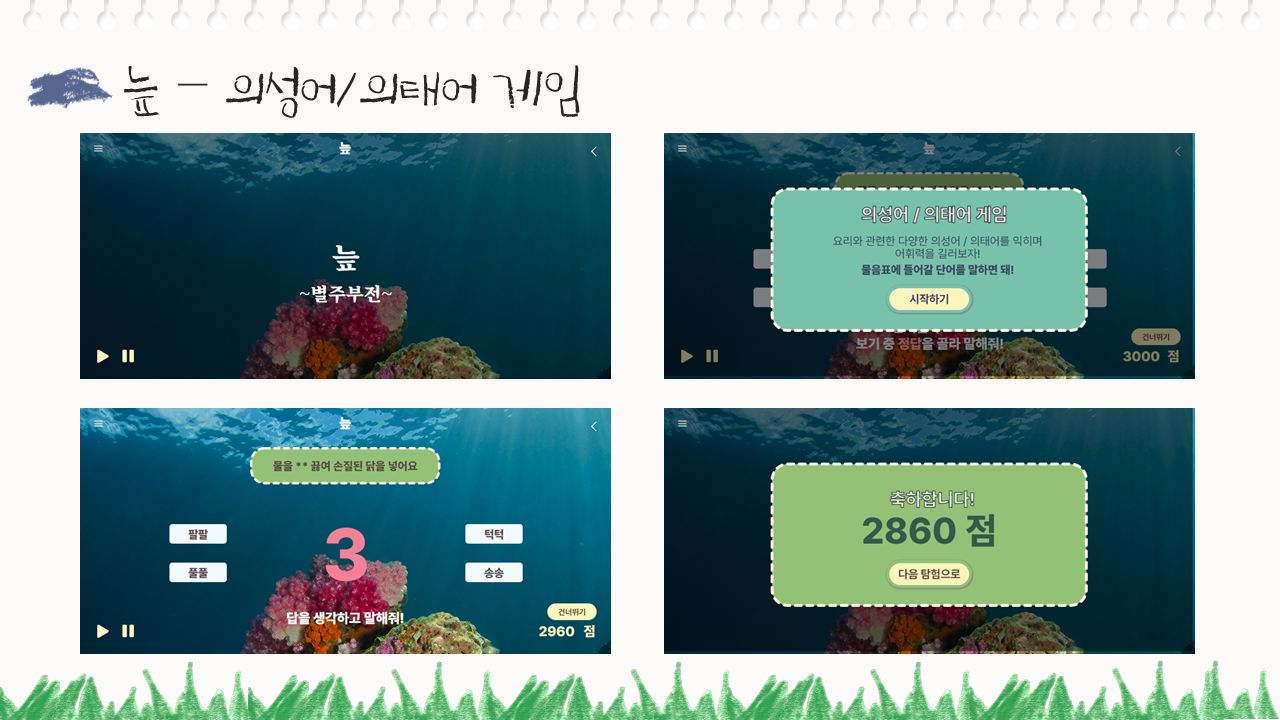 늪 - 의성어/의태어 게임
늪
늪
~별주부전~
늪
의성어 / 의태어 게임
요리와 관련한 다양한 의성어 / 의태어를 익히며
어휘력을 길러보자!
물음표에 들어갈 단어를 말하면 돼!
시작하기
보기 중 정답을 골라 말해줘!
건너뛰기
3000 점
늪
물을 ** 끓여 손질된 닭을 넣어요
팔팔
턱턱
3
풀풀
송송
답을 생각하고 말해줘!
건너뛰기
2960 점
축하합니다!
2860 점
다음 탐험으로